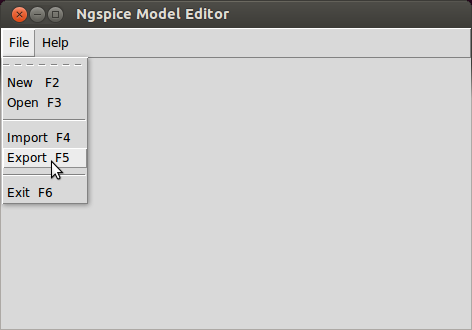 Ngspice Model Editor
File Help
New F2
Open F3
Import F4
Export F5
Exit F6